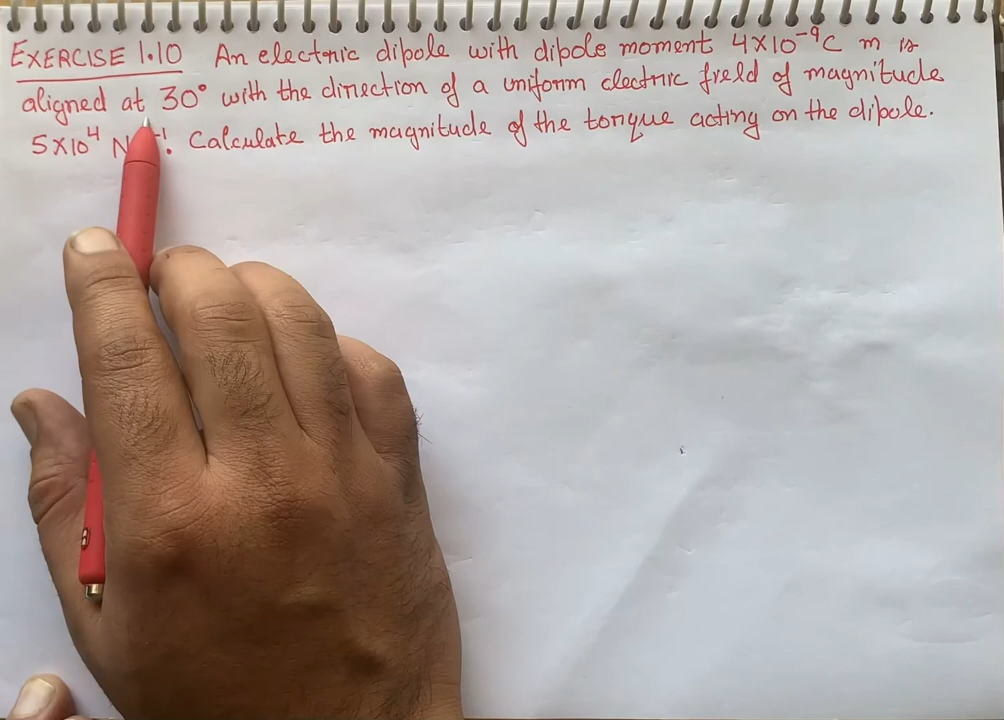 EXERCISE 1.10 An electric dipole with dipole moment 4×10⁻⁹C m is
aligned at 30° with the direction of a uniform electric field of magnitude
5×10⁴ N ⁻¹. Calculate the magnitude of the torque acting on the dipole.